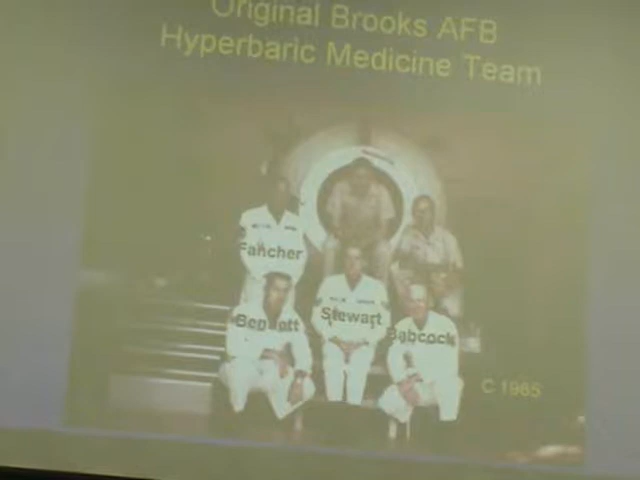 Original Brooks AFB
Hyperbaric Medicine Team
Fancher
Bennett
Stewart
Babcock
C 1965